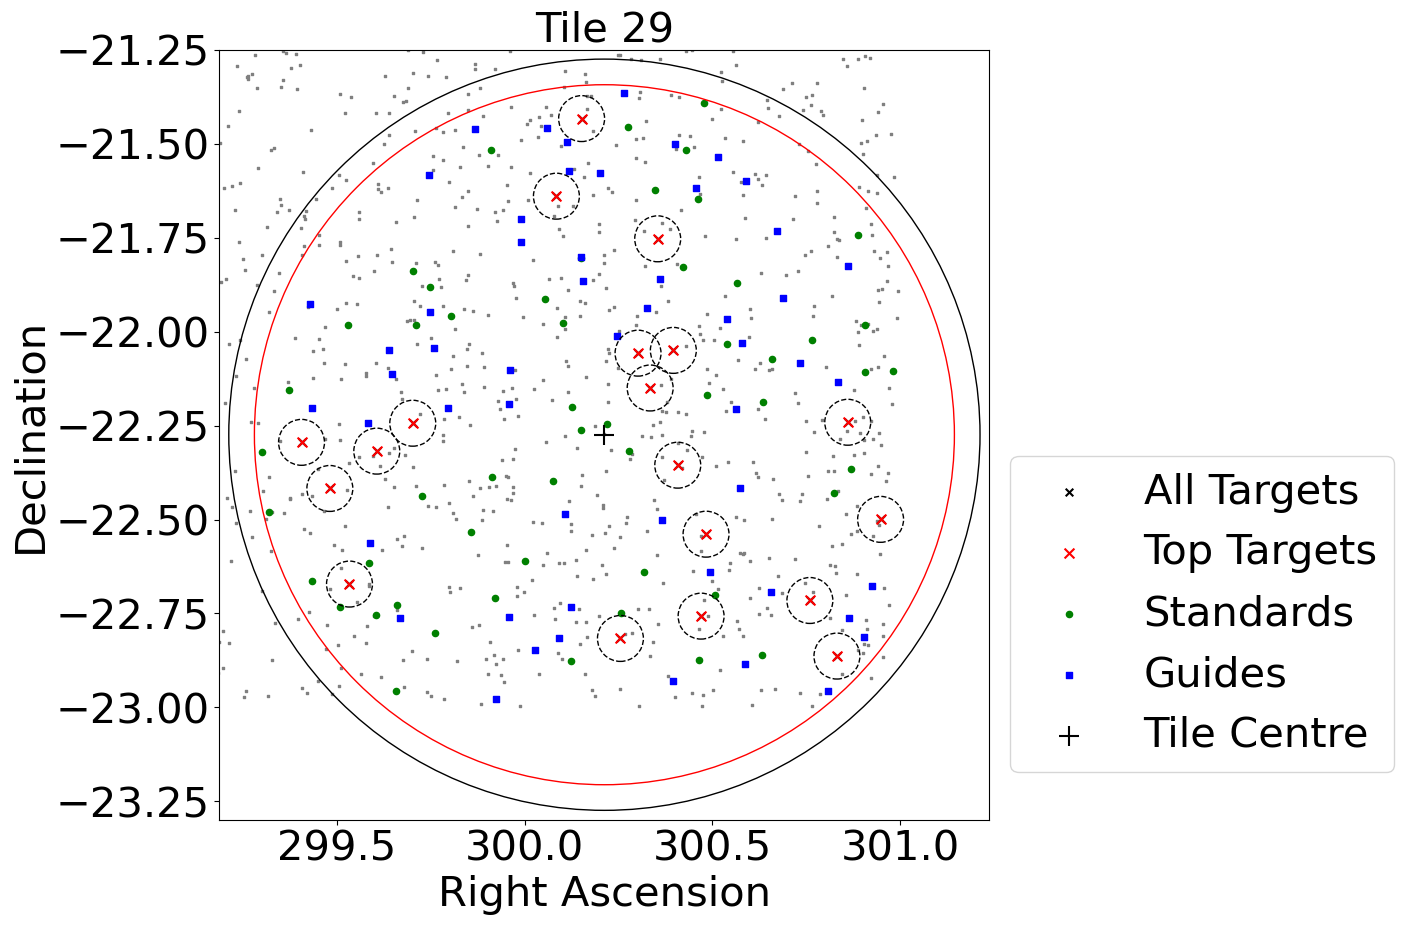 Tile 29
−21.25
−21.50
−21.75
−22.00
−22.25
−22.50
−22.75
−23.00
−23.25
Declination
299.5
300.0
300.5
301.0
Right Ascension
All Targets
Top Targets
Standards
Guides
Tile Centre